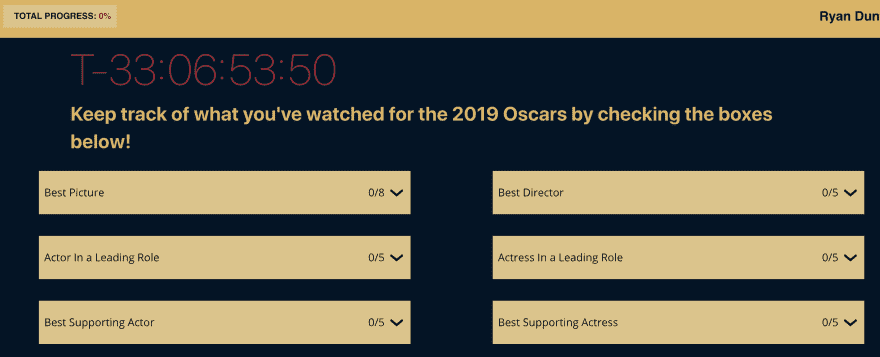 TOTAL PROGRESS: 0%
Ryan Dun
T-33:06:53:50
Keep track of what you've watched for the 2019 Oscars by checking the boxes
below!
Best Picture 0/8
Best Director 0/5
Actor In a Leading Role 0/5
Actress In a Leading Role 0/5
Best Supporting Actor 0/5
Best Supporting Actress 0/5